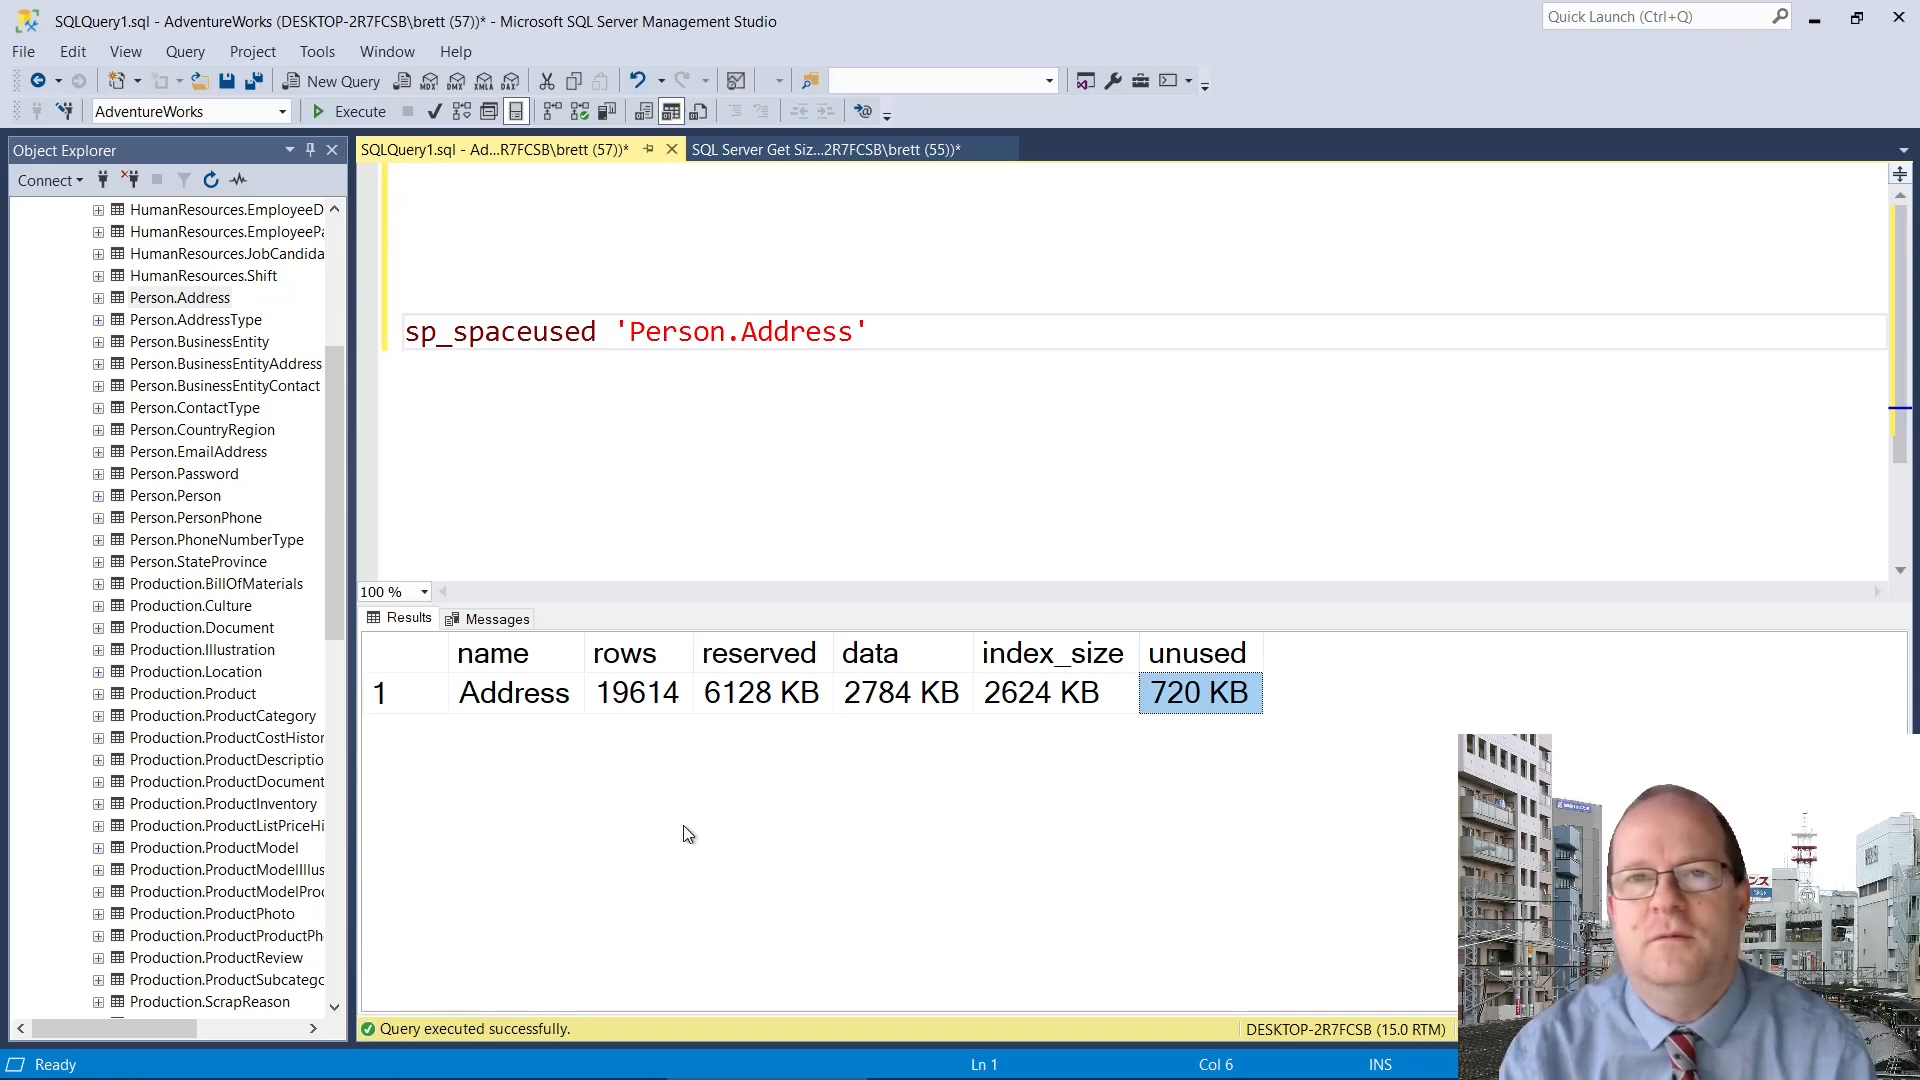 SQLQuery1.sql - AdventureWorks (DESKTOP-2R7FCSB\brett (57))* - Microsoft SQL Server Management Studio
Quick Launch (Ctrl+Q)
File Edit View Query Project Tools Window Help
New Query MDX DMX XMLA DAX
AdventureWorks Execute
Object Explorer
SQLQuery1.sql - Ad...R7FCSB\brett (57))* SQL Server Get Siz...2R7FCSB\brett (55))*
Connect
HumanResources.EmployeeD
HumanResources.EmployeePa
HumanResources.JobCandida
HumanResources.Shift
Person.Address
Person.AddressType
Person.BusinessEntity
Person.BusinessEntityAddress
Person.BusinessEntityContact
Person.ContactType
Person.CountryRegion
Person.EmailAddress
Person.Password
Person.Person
Person.PersonPhone
Person.PhoneNumberType
Person.StateProvince
Production.BillOfMaterials
Production.Culture
Production.Document
Production.Illustration
Production.Location
Production.Product
Production.ProductCategory
Production.ProductCostHistor
Production.ProductDescriptio
Production.ProductDocument
Production.ProductInventory
Production.ProductListPriceHi
Production.ProductModel
Production.ProductModelIllus
Production.ProductModelProd
Production.ProductPhoto
Production.ProductProductPh
Production.ProductReview
Production.ProductSubcatego
Production.ScrapReason
sp_spaceused 'Person.Address'
100 %
Results Messages
name rows reserved data index_size unused
1 Address 19614 6128 KB 2784 KB 2624 KB 720 KB
Query executed successfully.
DESKTOP-2R7FCSB (15.0 RTM)
Ready Ln 1 Col 6 INS